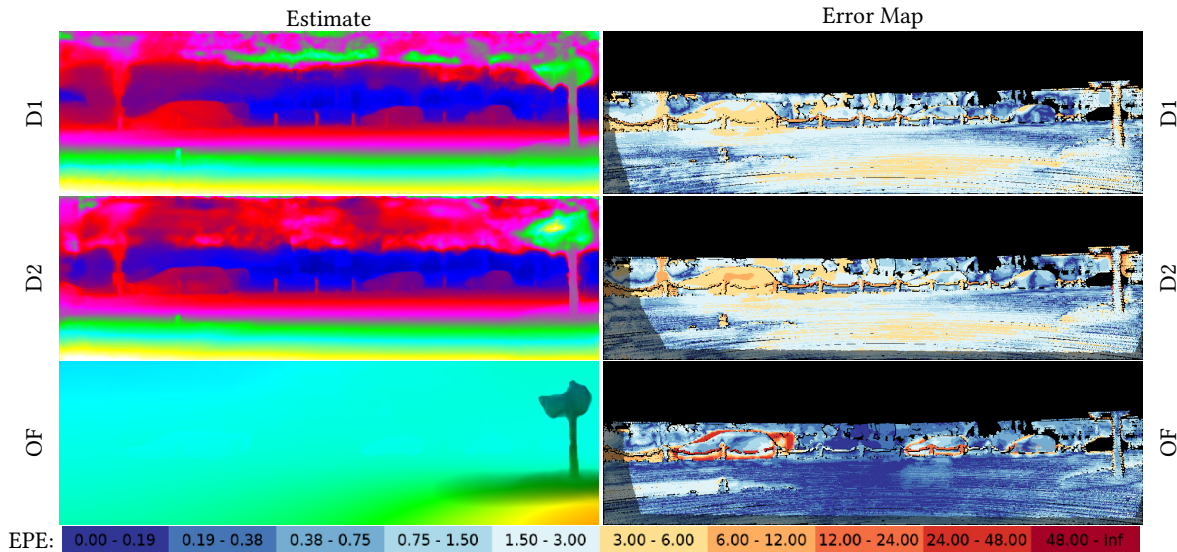 Estimate Error Map
D1 D1
D2 D2
OF OF
EPE: 0.00 - 0.19 0.19 - 0.38 0.38 - 0.75 0.75 - 1.50 1.50 - 3.00 3.00 - 6.00 6.00 - 12.00 12.00 - 24.00 24.00 - 48.00 48.00 - Inf